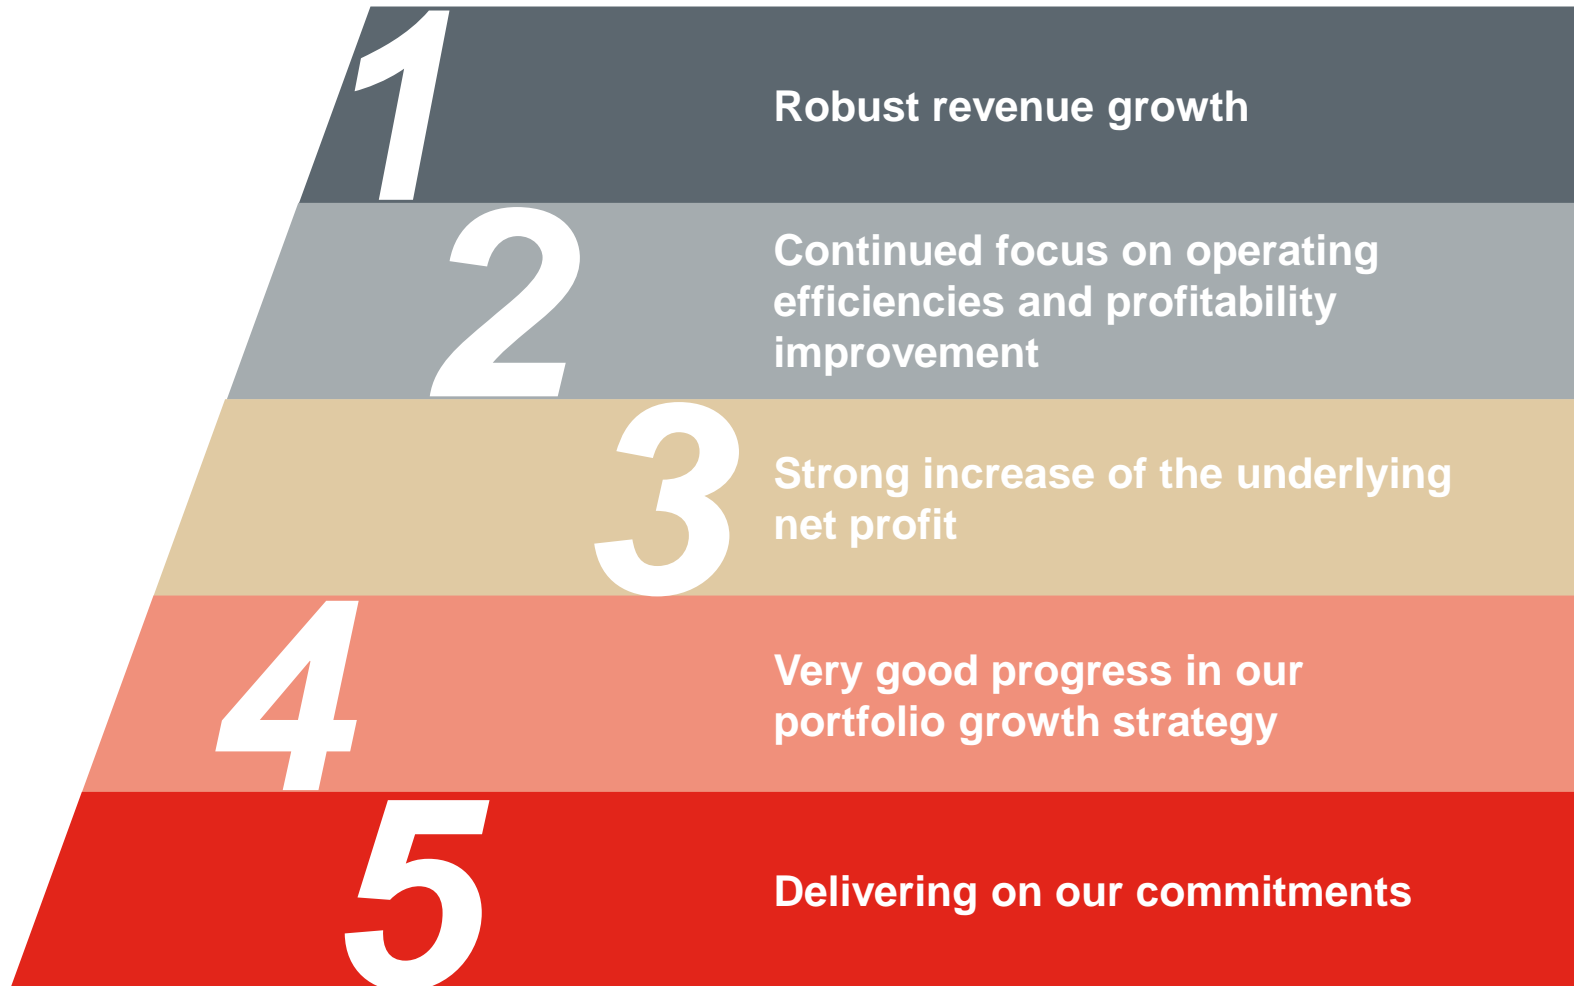 1
Robust revenue growth
2
Continued focus on operating
efficiencies and profitability
improvement
3
Strong increase of the underlying
net profit
4
Very good progress in our
portfolio growth strategy
5
Delivering on our commitments